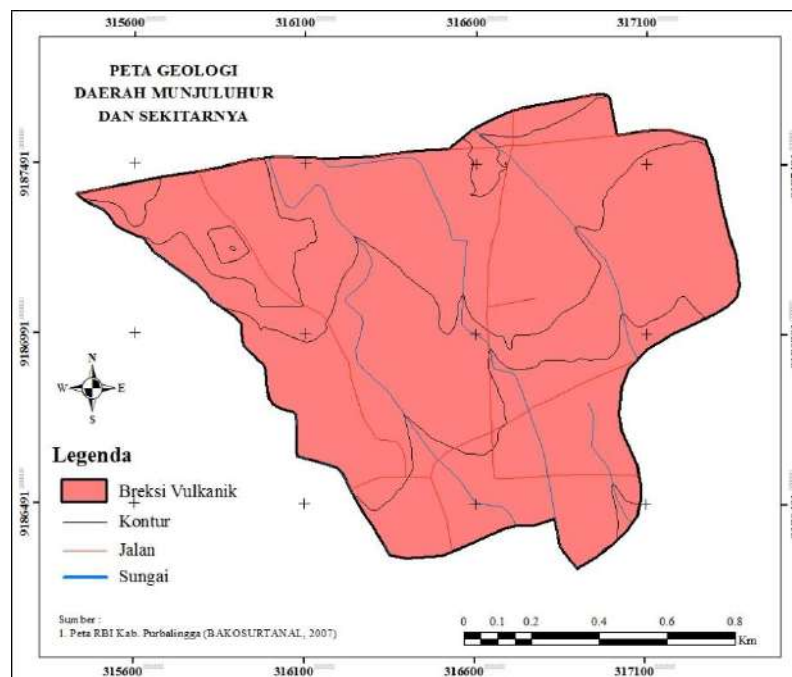 315600
316100
316600
317100
PETA GEOLOGI
DAERAH MUNJULUHUR
DAN SEKITARNYA
9187491
9186991
9186491
N
W E
S
Legenda
Breksi Vulkanik
Kontur
Jalan
Sungai
Sumber :
1. Peta RBI Kab. Purbalingga (BAKOSURTANAL, 2007)
0 0.1 0.2 0.4 0.6 0.8
Km
315600
316100
316600
317100